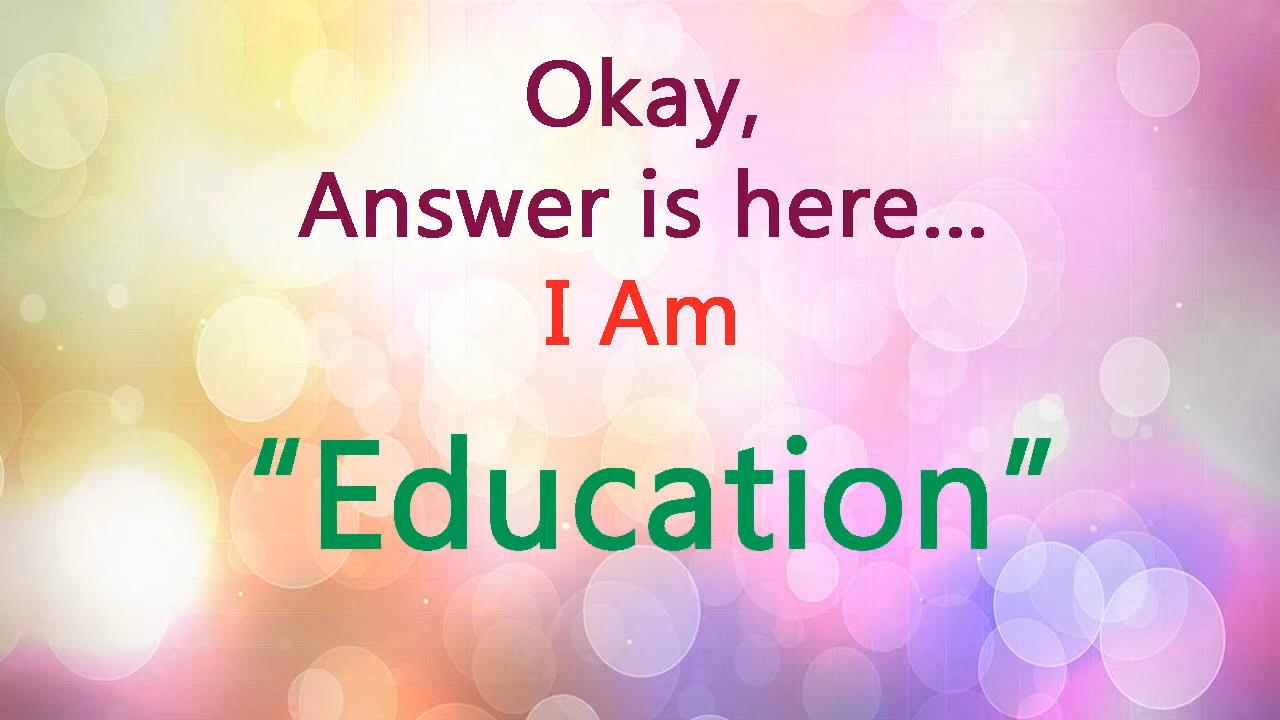 Okay,
Answer is here...
I Am
“Education”